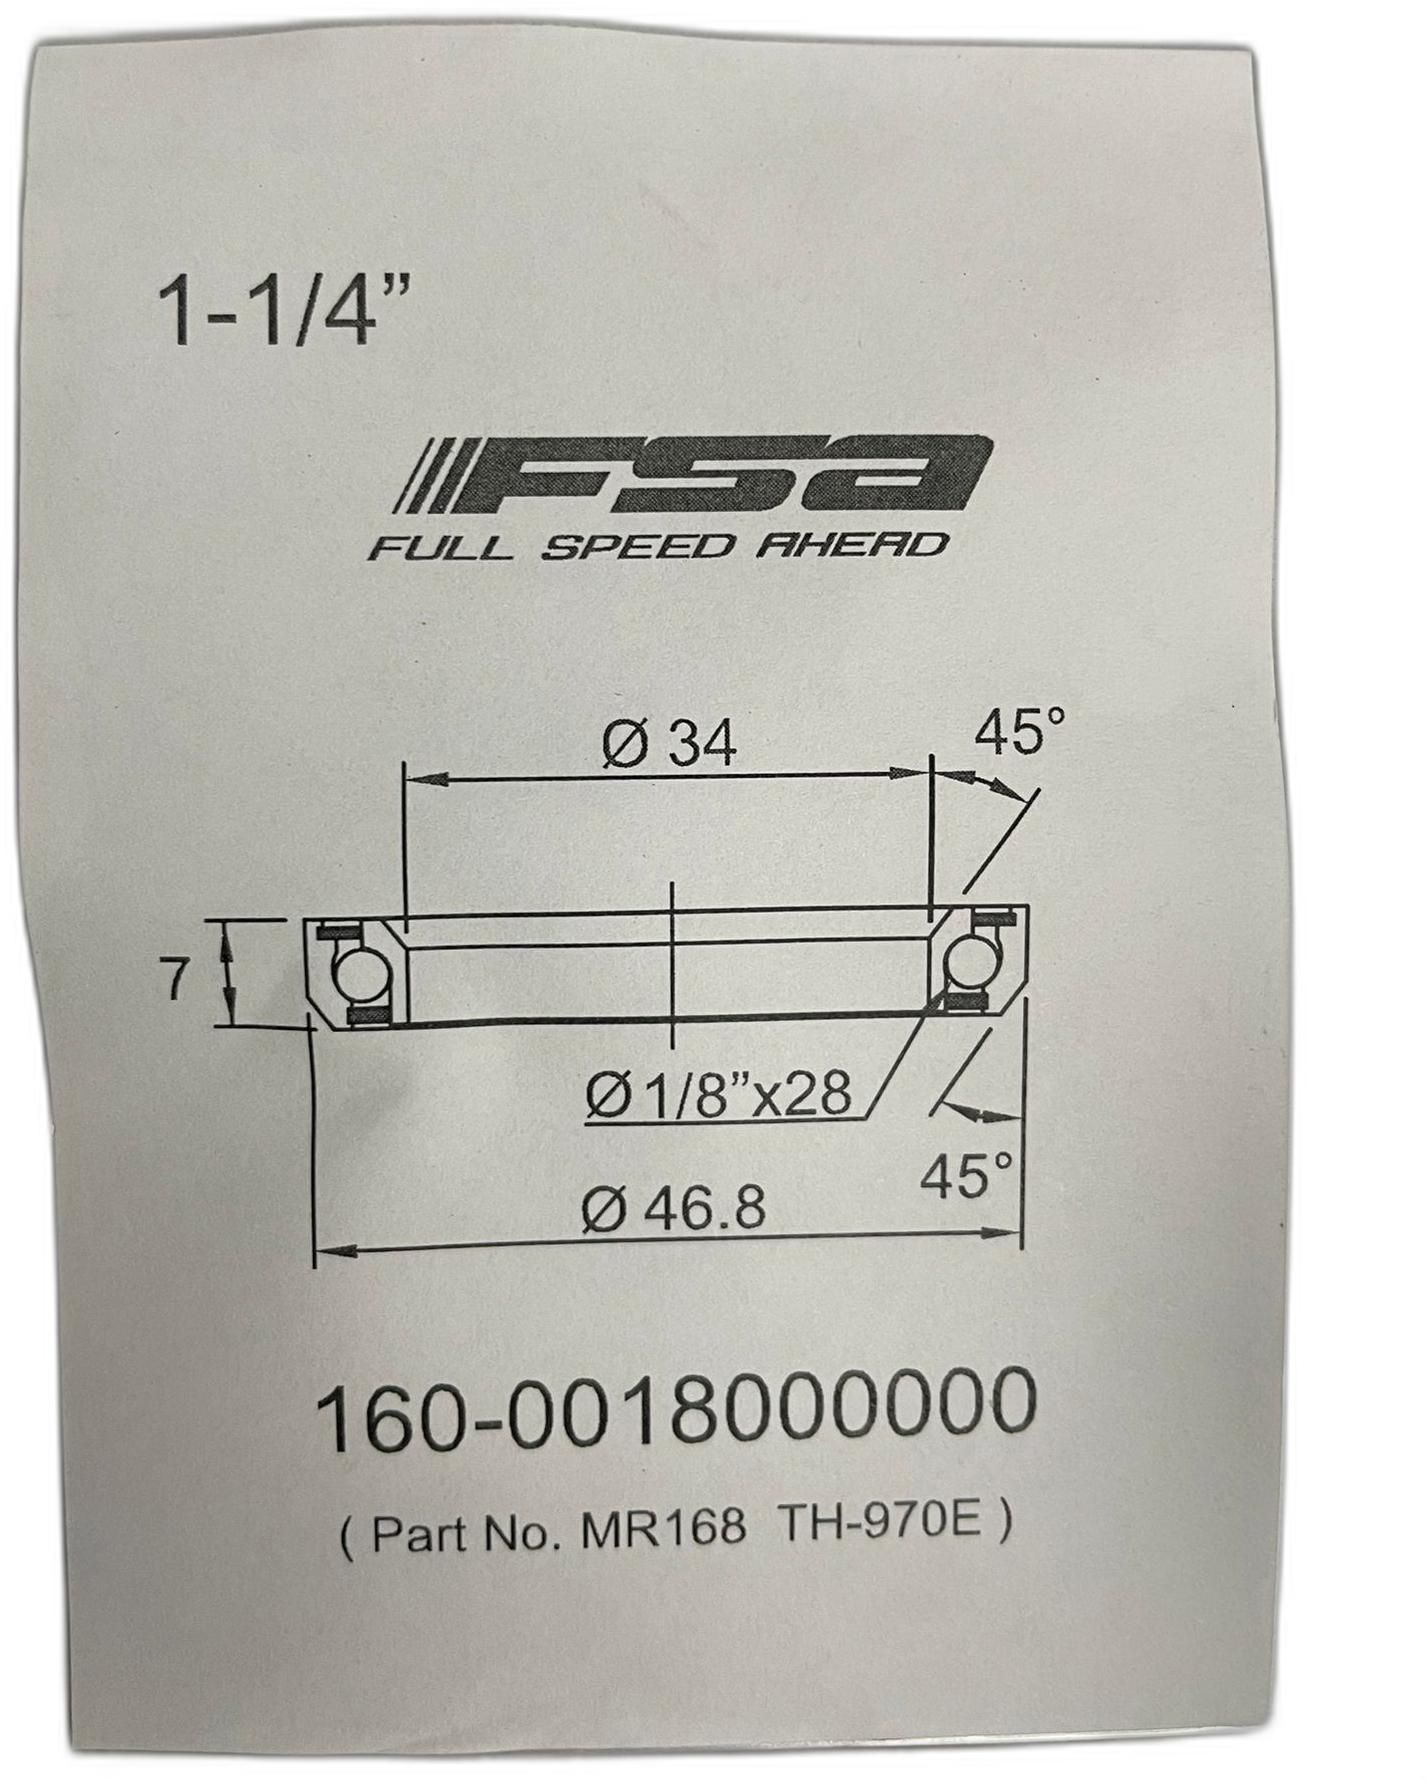 1-1/4”
FSA
FULL SPEED AHEAD
Ø 34
45°
7
Ø 1/8”x28
45°
Ø 46.8
160-0018000000
( Part No. MR168 TH-970E )